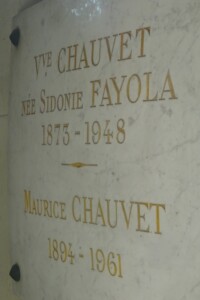 Vve CHAUVET
NÉE SIDONIE FAYOLA
1873 - 1948
MAURICE CHAUVET
1894 - 1961